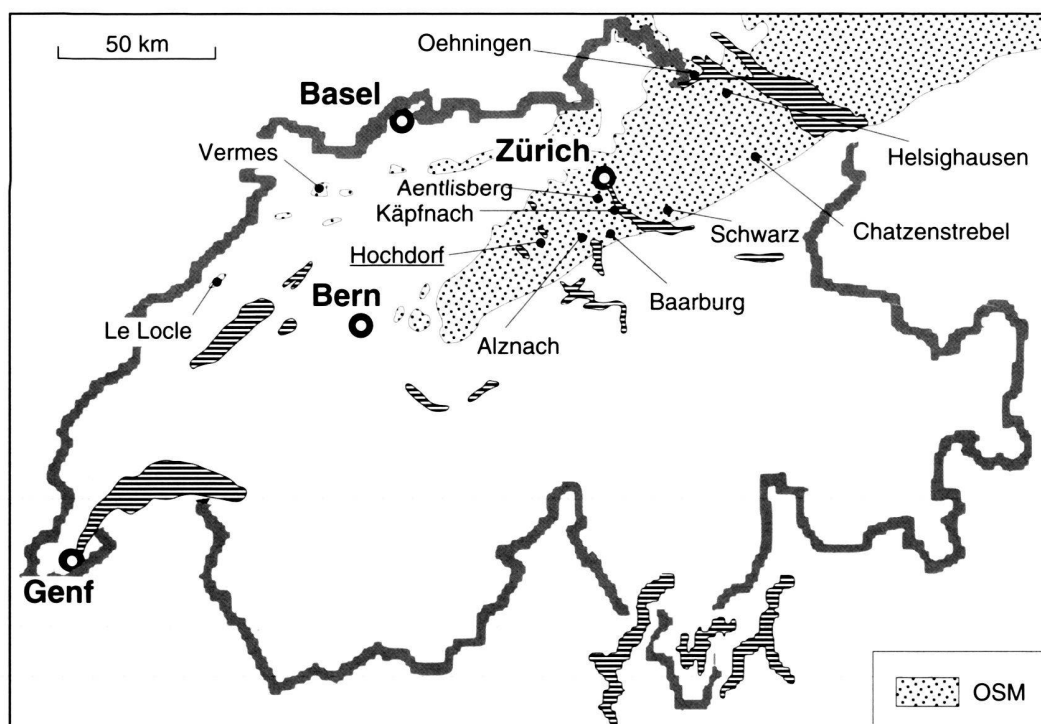 50 km
Oehningen
Basel
Vermes
Zürich
Helsighausen
Aentlisberg
Käpfnach
Schwarz
Chatzenstrebel
Hochdorf
Bern
Baarburg
Le Locle
Alznach
Genf
OSM